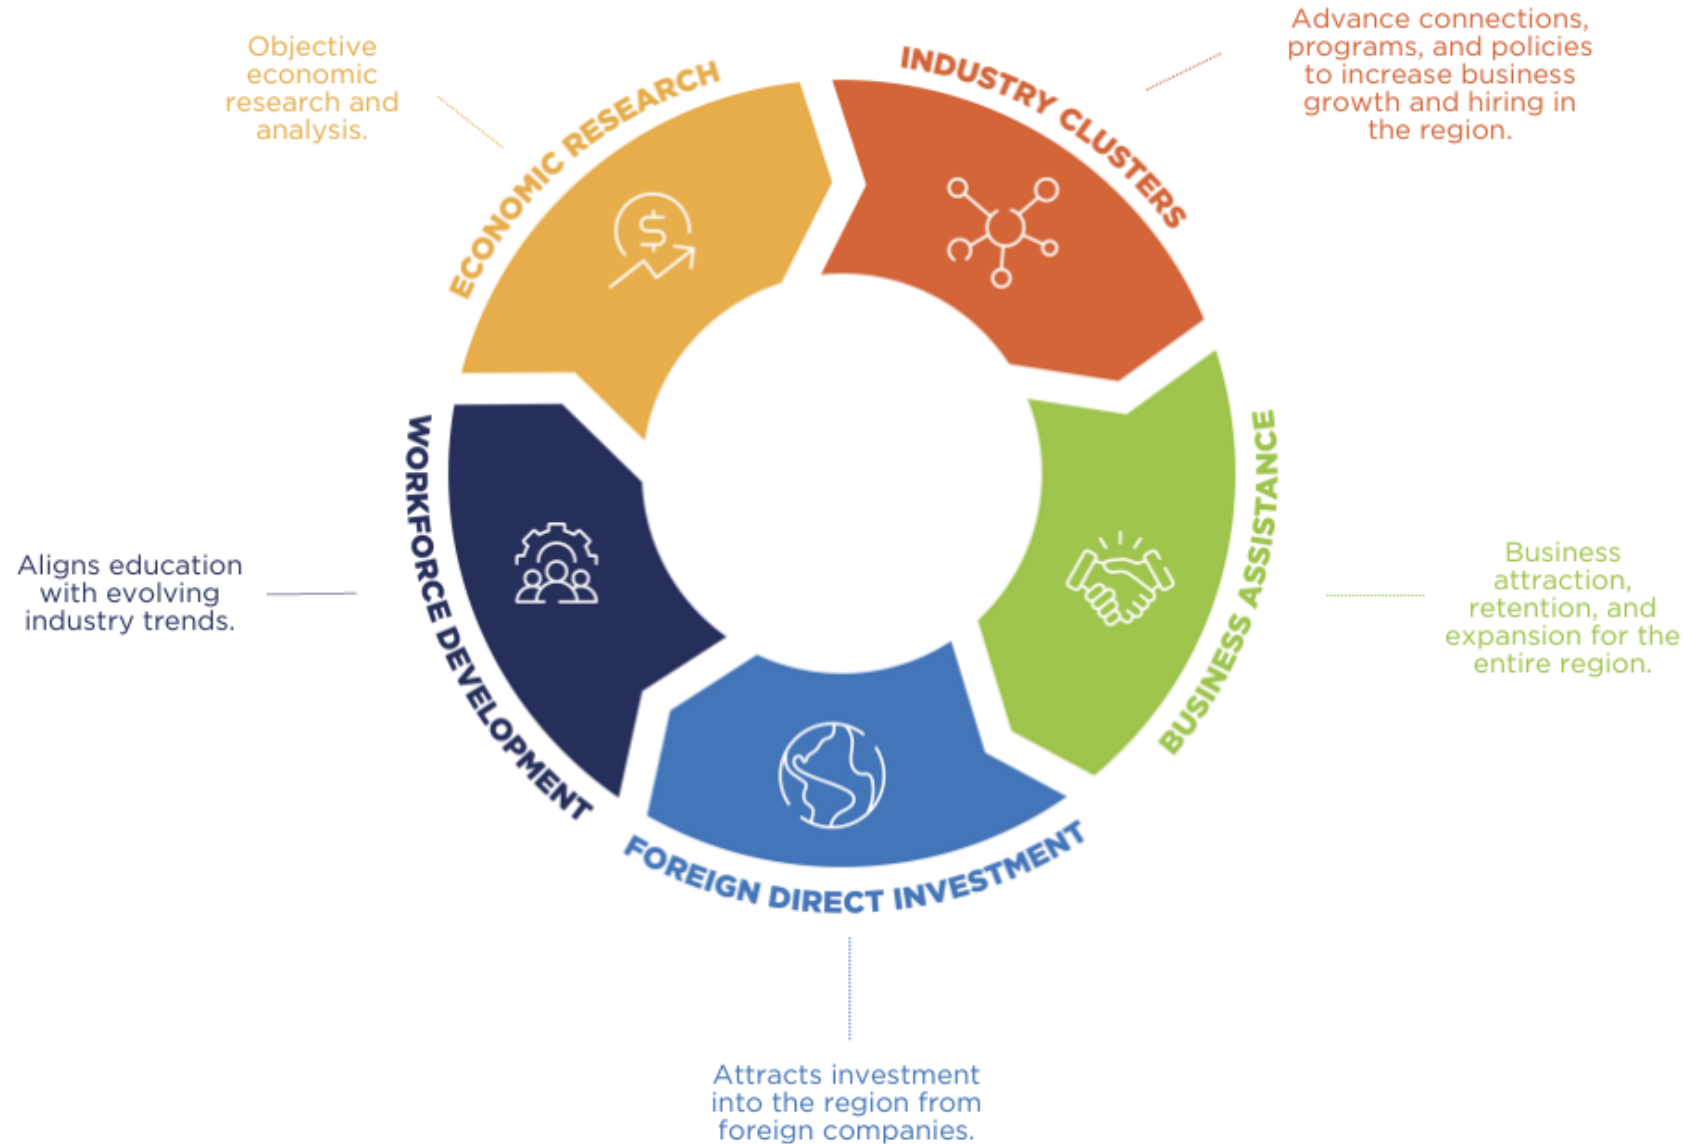 Objective
economic
research and
analysis.
ECONOMIC RESEARCH
INDUSTRY CLUSTERS
Advance connections,
programs, and policies
to increase business
growth and hiring in
the region.
$
BUSINESS ASSISTANCE
Business
attraction,
retention, and
expansion for the
entire region.
FOREIGN DIRECT INVESTMENT
Attracts investment
into the region from
foreign companies.
WORKFORCE DEVELOPMENT
Aligns education
with evolving
industry trends.